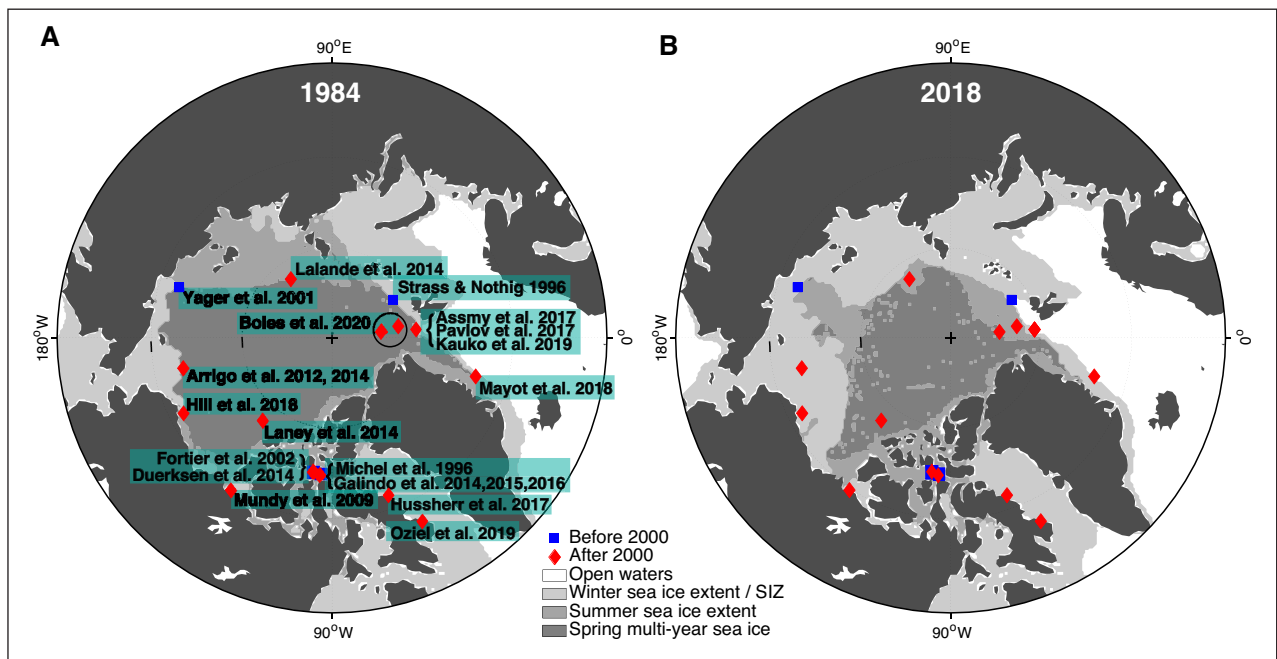 A
B
90°E
90°E
1984
2018
Lalande et al. 2014
Strass & Nothig 1996
Yager et al. 2001
Boles et al. 2020
Assmy et al. 2017
Pavlov et al. 2017
Kauko et al. 2019
180°W
0°
180°W
0°
Arrigo et al. 2012, 2014
Mayot et al. 2018
Hill et al. 2018
Laney et al. 2014
Fortier et al. 2002
Duerksen et al. 2014
Michel et al. 1996
Galindo et al. 2014,2015,2016
Mundy et al. 2009
Hussherr et al. 2017
Oziel et al. 2019
Before 2000
After 2000
Open waters
Winter sea ice extent / SIZ
Summer sea ice extent
Spring multi-year sea ice
90°W
90°W